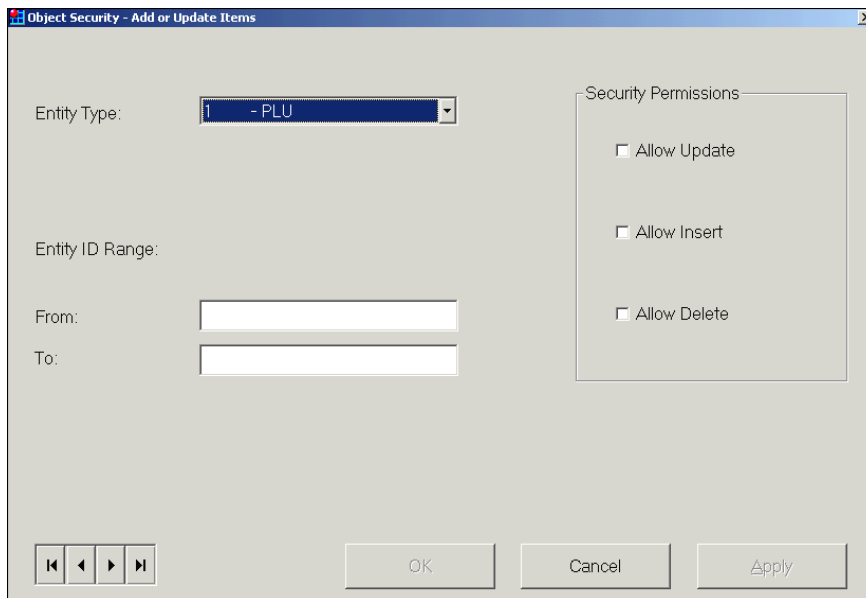 Object Security - Add or Update Items
Entity Type:
1 - PLU
Security Permissions
Allow Update
Allow Insert
Allow Delete
Entity ID Range:
From:
To:
OK
Cancel
Apply